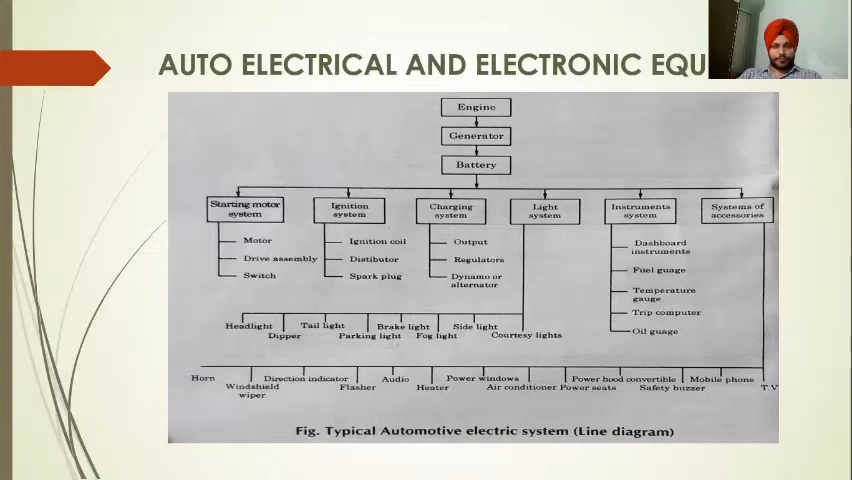 AUTO ELECTRICAL AND ELECTRONIC EQU
Engine
Generator
Battery
Starting motor
system
Ignition
system
Charging
system
Light
system
Instruments
system
Systems of
accessories
Motor
Drive assembly
Switch
Ignition coil
Distibutor
Spark plug
Output
Regulators
Dynamo or
alternator
Dashboard
instruments
Fuel guage
Temperature
gauge
Trip computer
Oil guage
Headlight
Dipper
Tail light
Parking light
Brake light
Fog light
Side light
Courtesy lights
Horn
Windshield
wiper
Direction indicator
Flasher
Audio
Heater
Power windows
Air conditioner
Power seats
Power hood convertible
Safety buzzer
Mobile phone
T.V
Fig. Typical Automotive electric system (Line diagram)